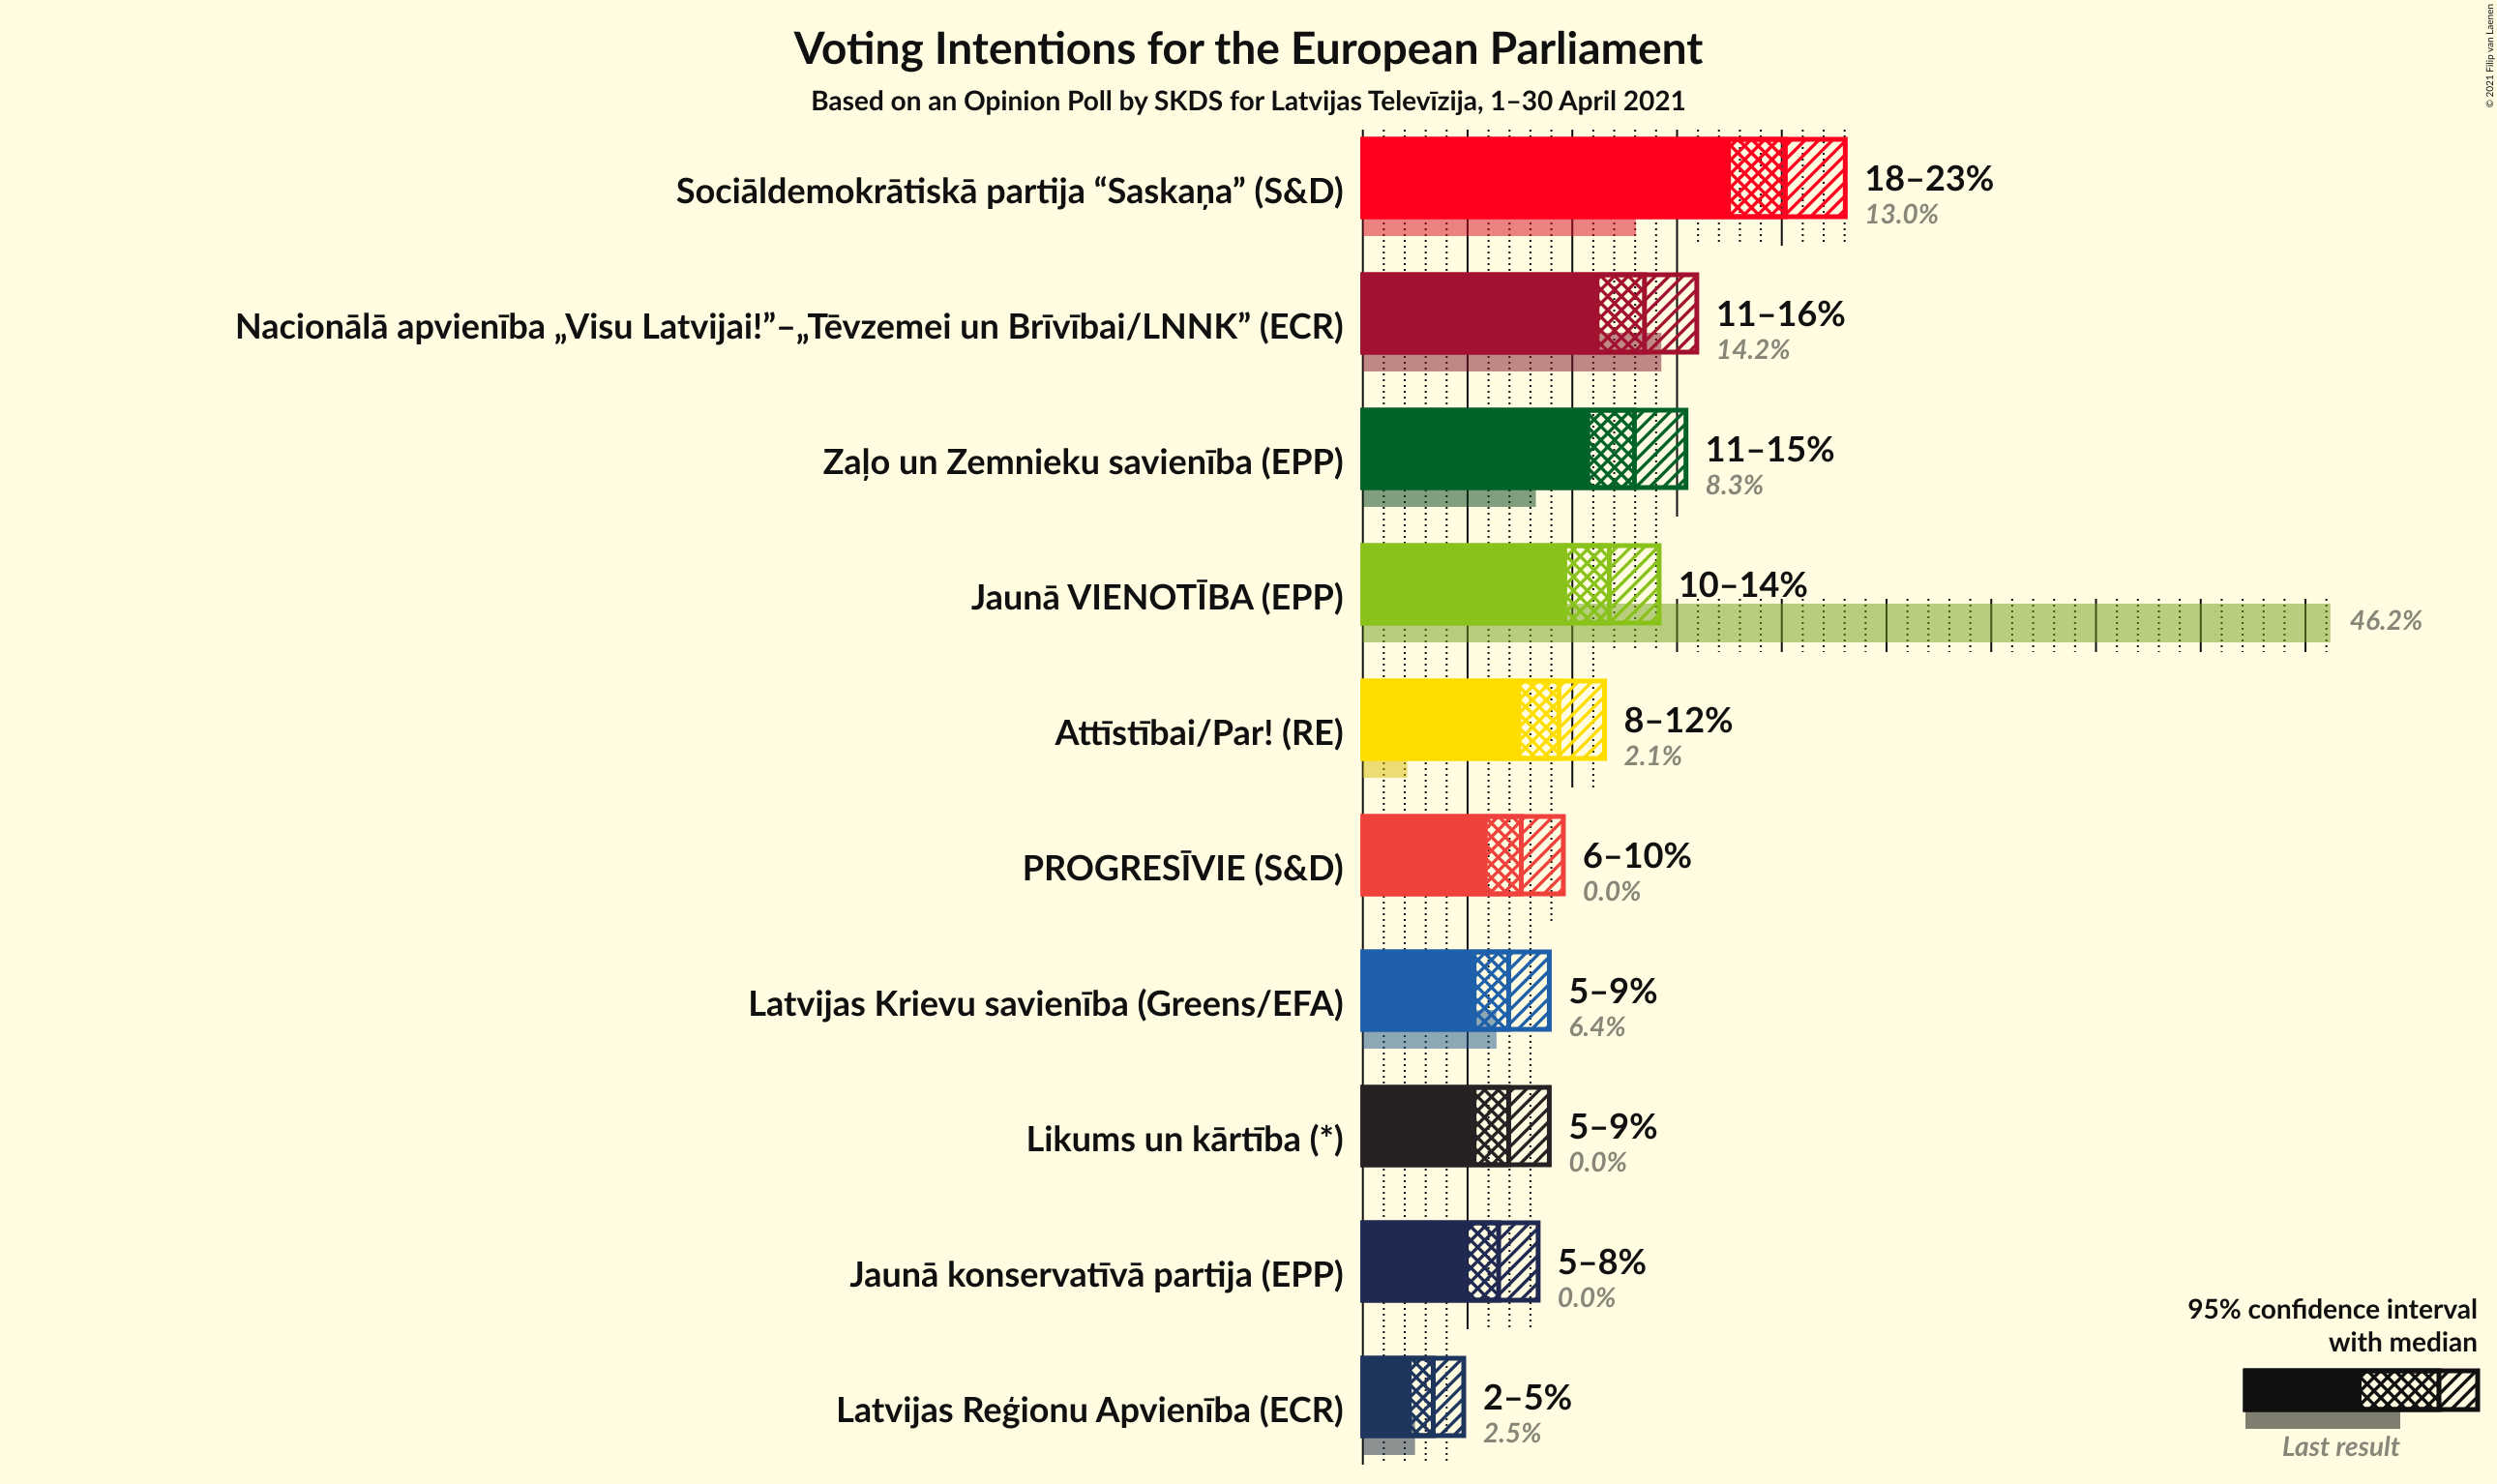 Voting Intentions for the European Parliament
Based on an Opinion Poll by SKDS for Latvijas Televīzija, 1–30 April 2021
© 2021 Filip van Laenen
Sociāldemokrātiskā partija “Saskaņa” (S&D)
18–23%
13.0%
Nacionālā apvienība „Visu Latvijai!”–„Tēvzemei un Brīvībai/LNNK” (ECR)
11–16%
14.2%
Zaļo un Zemnieku savienība (EPP)
11–15%
8.3%
Jaunā VIENOTĪBA (EPP)
10–14%
46.2%
Attīstībai/Par! (RE)
8–12%
2.1%
PROGRESĪVIE (S&D)
6–10%
0.0%
Latvijas Krievu savienība (Greens/EFA)
5–9%
6.4%
Likums un kārtība (*)
5–9%
0.0%
Jaunā konservatīvā partija (EPP)
5–8%
0.0%
Latvijas Reģionu Apvienība (ECR)
2–5%
2.5%
95% confidence interval
with median
Last result